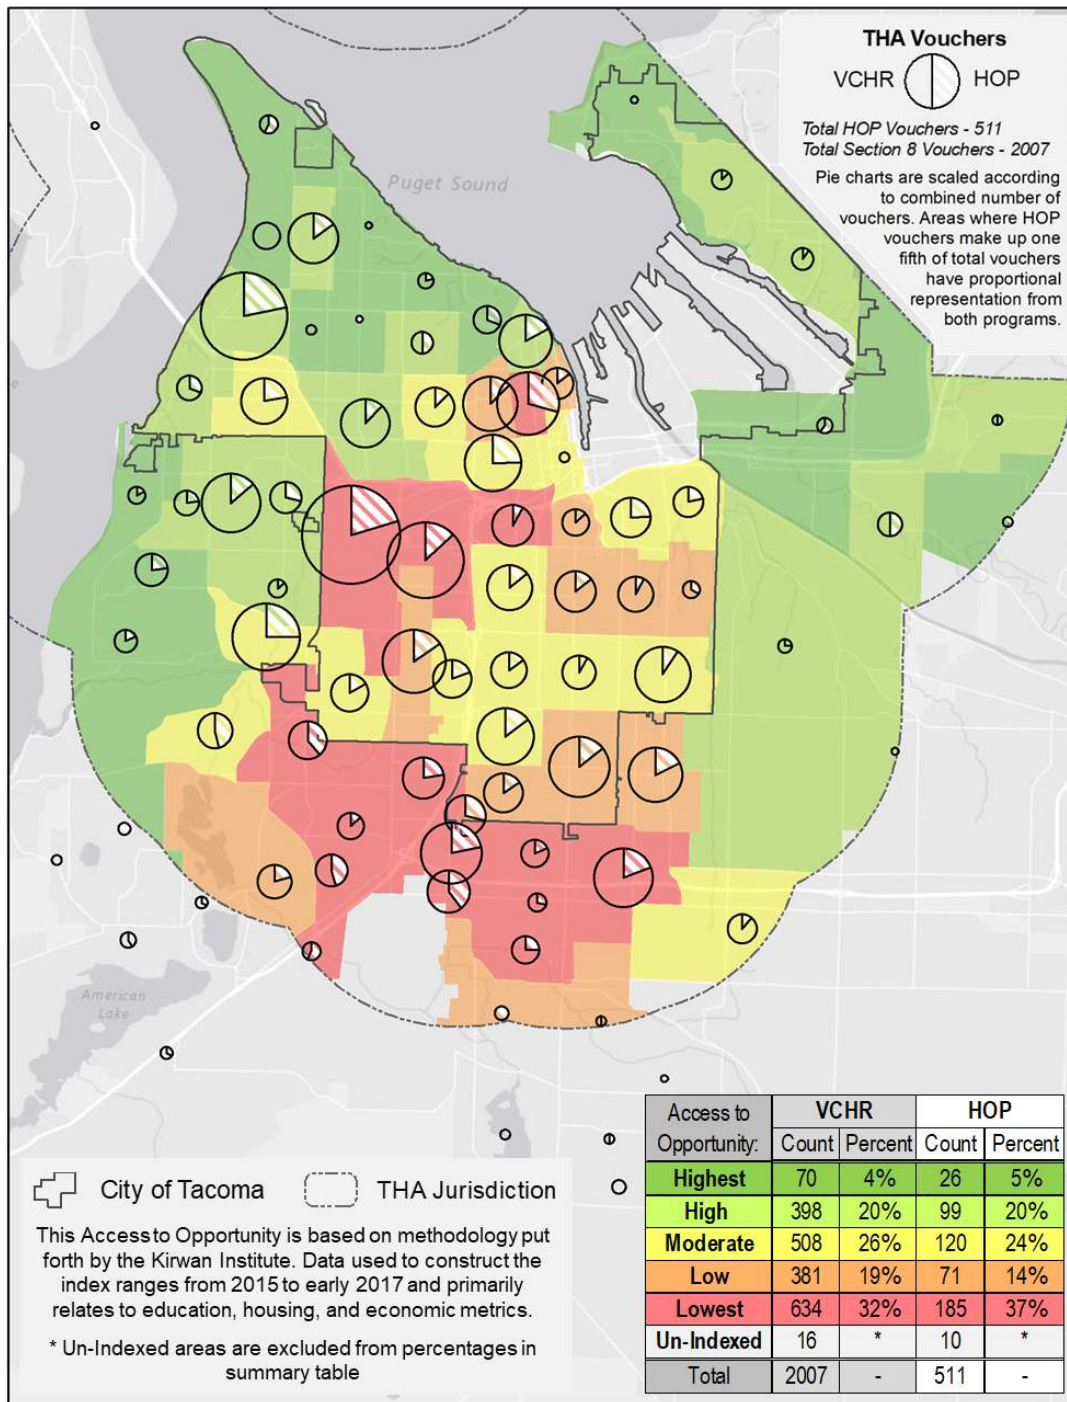 THA Vouchers
VCHR HOP
Total HOP Vouchers - 511
Total Section 8 Vouchers - 2007
Pie charts are scaled according
to combined number of
vouchers. Areas where HOP
vouchers make up one
fifth of total vouchers
have proportional
representation from
both programs.
Puget Sound
American
Lake
City of Tacoma THA Jurisdiction
This Access to Opportunity is based on methodology put
forth by the Kirwan Institute. Data used to construct the
index ranges from 2015 to early 2017 and primarily
relates to education, housing, and economic metrics.
* Un-Indexed areas are excluded from percentages in
summary table
Access to Opportunity: VCHR HOP
Count Percent Count Percent
Highest 70 4% 26 5%
High 398 20% 99 20%
Moderate 508 26% 120 24%
Low 381 19% 71 14%
Lowest 634 32% 185 37%
Un-Indexed 16 * 10 *
Total 2007 - 511 -